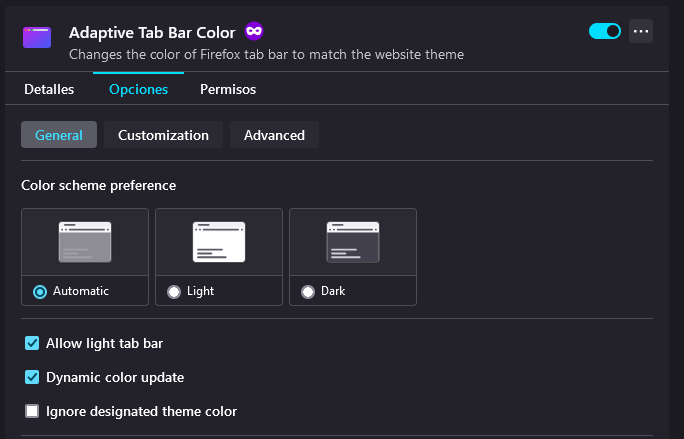 Adaptive Tab Bar Color
Changes the color of Firefox tab bar to match the website theme
Detalles
Opciones
Permisos
General
Customization
Advanced
Color scheme preference
Automatic
Light
Dark
Allow light tab bar
Dynamic color update
Ignore designated theme color